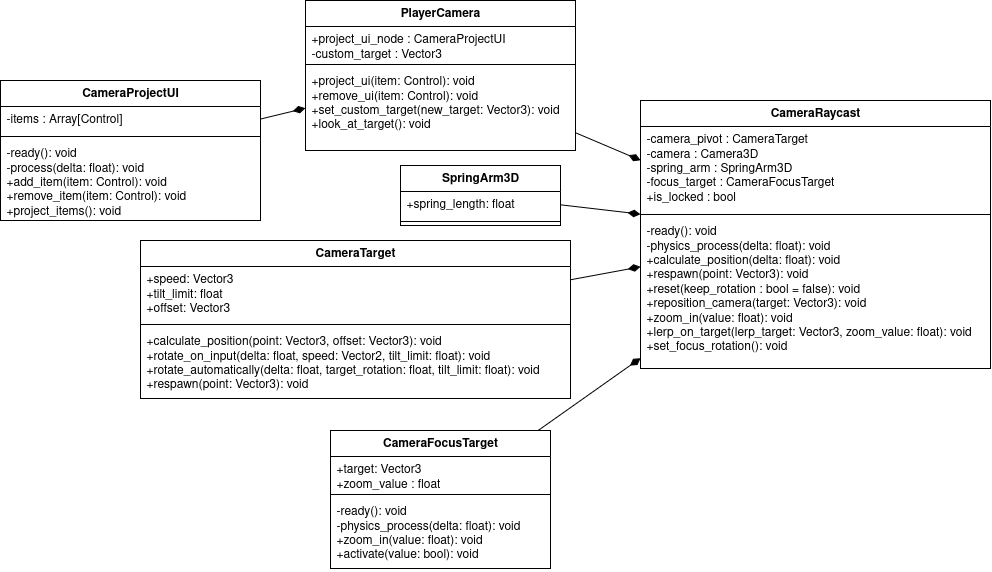 PlayerCamera
+project_ui_node : CameraProjectUI
-custom_target : Vector3
+project_ui(item: Control): void
+remove_ui(item: Control): void
+set_custom_target(new_target: Vector3): void
+look_at_target(): void
CameraProjectUI
-items : Array[Control]
-ready(): void
-process(delta: float): void
+add_item(item: Control): void
+remove_item(item: Control): void
+project_items(): void
CameraRaycast
-camera_pivot : CameraTarget
-camera : Camera3D
-spring_arm : SpringArm3D
-focus_target : CameraFocusTarget
+is_locked : bool
-ready(): void
-physics_process(delta: float): void
+calculate_position(delta: float): void
+respawn(point: Vector3): void
+reset(keep_rotation : bool = false): void
+reposition_camera(target: Vector3): void
+zoom_in(value: float): void
+lerp_on_target(lerp_target: Vector3, zoom_value: float): void
+set_focus_rotation(): void
SpringArm3D
+spring_length: float
CameraTarget
+speed: Vector3
+tilt_limit: float
+offset: Vector3
+calculate_position(point: Vector3, offset: Vector3): void
+rotate_on_input(delta: float, speed: Vector2, tilt_limit: float): void
+rotate_automatically(delta: float, target_rotation: float, tilt_limit: float): void
+respawn(point: Vector3): void
CameraFocusTarget
+target: Vector3
+zoom_value : float
-ready(): void
-physics_process(delta: float): void
+zoom_in(value: float): void
+activate(value: bool): void